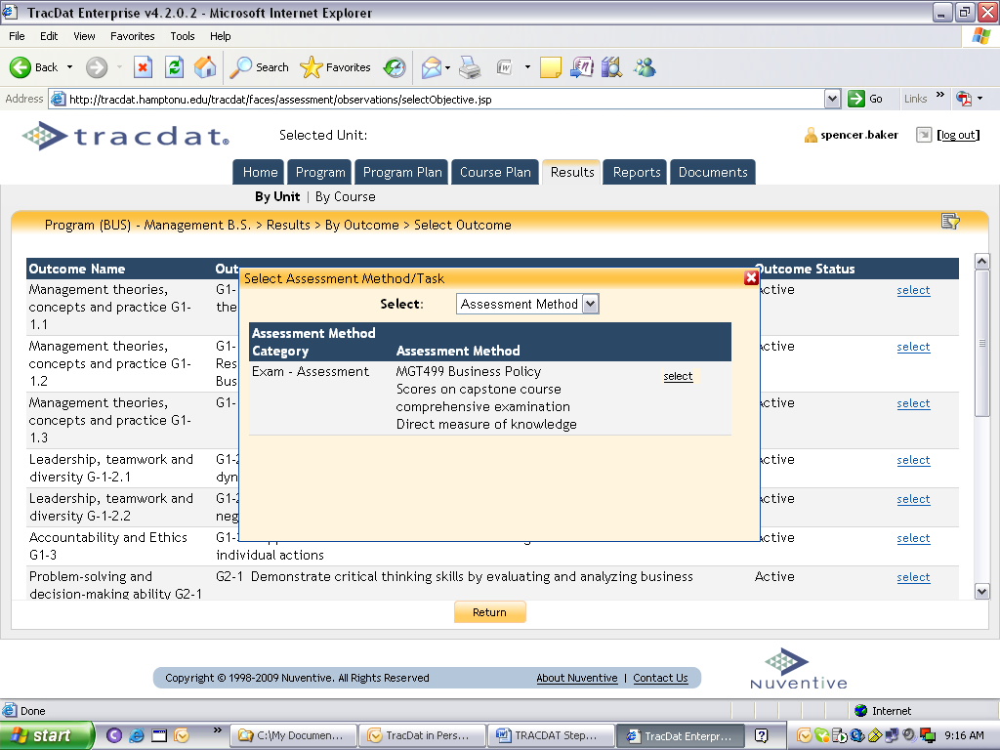 TracDat Enterprise v4.2.0.2 - Microsoft Internet Explorer
File Edit View Favorites Tools Help
Back Search Favorites
Address http://tracdat.hamptonu.edu/tracdat/faces/assessment/observations/selectObjective.jsp Go Links »
tracdat® Selected Unit: spencer.baker [log out]
Home Program Program Plan Course Plan Results Reports Documents
By Unit | By Course
Program (BUS) - Management B.S. > Results > By Outcome > Select Outcome
Outcome Name Out Outcome Status
Management theories, G1- Active select
concepts and practice G1- the
1.1
Management theories, G1- Active select
concepts and practice G1- Res
1.2 Bus
Management theories, G1- Active select
concepts and practice G1-
1.3
Leadership, teamwork and G1-2 Active select
diversity G-1-2.1 dyn
Leadership, teamwork and G1-2 Active select
diversity G-1-2.2 neg
Accountability and Ethics G1-3 Active select
G1-3 individual actions
Problem-solving and G2-1 Demonstrate critical thinking skills by evaluating and analyzing business Active select
decision-making ability G2-1
Select Assessment Method/Task
Select: Assessment Method
Assessment Method
Category Assessment Method
Exam - Assessment MGT499 Business Policy select
Scores on capstone course
comprehensive examination
Direct measure of knowledge
Return
Copyright © 1998-2009 Nuventive. All Rights Reserved About Nuventive | Contact Us
NUVENTIVE
Done Internet
start » C:\My Documen... TracDat in Pers... TRACDAT Step... TracDat Enterpr... 9:16 AM